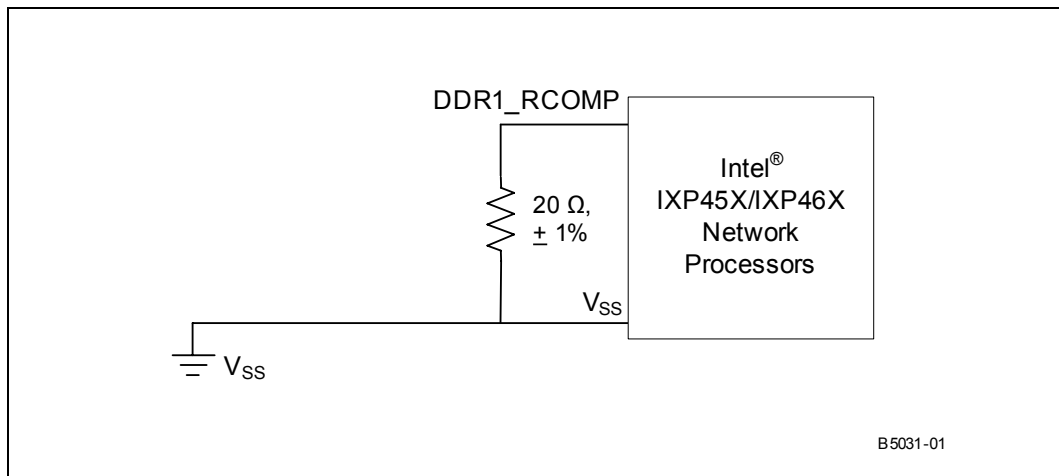 DDR1_RCOMP
20 Ω,
± 1%
Intel®
IXP45X/IXP46X
Network
Processors
VSS
VSS
B5031-01